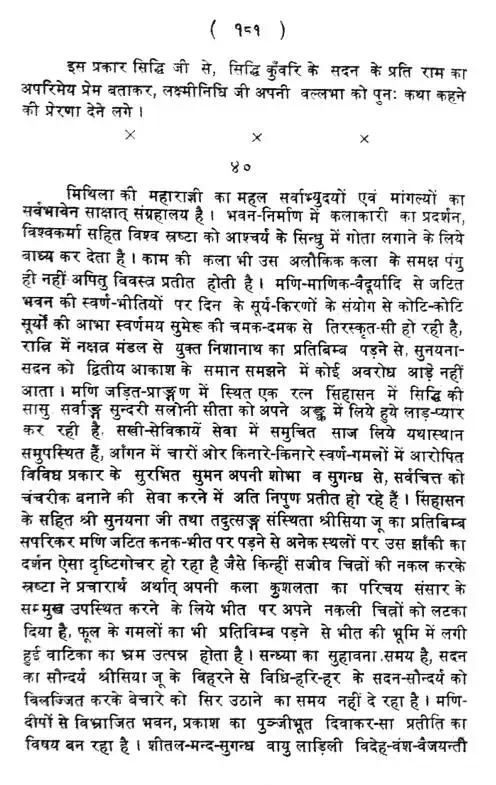 ( १८१ )
इस प्रकार सिद्धि जी से, सिद्धि कुँवरि के सदन के प्रति राम का
अपरिमेय प्रेम बताकर, लक्ष्मीनिधि जी अपनी वल्लभा को पुनः कथा कहने
की प्रेरणा देने लगे ।
× × ×
४०
मिथिला की महाराज्ञी का महल सर्वाभ्युदयों एवं मांगल्यों का
सर्वभावेन साक्षात् संग्रहालय है । भवन-निर्माण में कलाकारी का प्रदर्शन,
विश्वकर्मा सहित विश्व स्रष्टा को आश्चर्य के सिन्धु में गोता लगाने के लिये
वाध्य कर देता है । काम की कला भी उस अलौकिक कला के समक्ष पंगु
ही नहीं अपितु विवस्त्र प्रतीत होती है । मणि-माणिक-वैदूर्यादि से जटित
भवन की स्वर्ण-भीतियों पर दिन के सूर्य-किरणों के संयोग से कोटि-कोटि
सूर्यों की आभा स्वर्णमय सुमेरू की चमक-दमक से तिरस्कृत-सी हो रही है,
रात्रि में नक्षत्र मंडल से युक्त निशानाथ का प्रतिबिम्ब पड़ने से, सुनयना-
सदन को द्वितीय आकाश के समान समझने में कोई अवरोध आड़े नहीं
आता । मणि जड़ित-प्राङ्गण में स्थित एक रत्न सिंहासन में सिद्धि की
सासु सर्वाङ्ग सुन्दरी सलोनी सीता को अपने अङ्क में लिये हुये लाड़-प्यार
कर रही है. सखी-सेविकायें सेवा में समुचित साज लिये यथास्थान
समुपस्थित हैं, आँगन में चारों ओर किनारे-किनारे स्वर्ण-गमलों में आरोपित
विविघ प्रकार के सुरभित सुमन अपनी शोभा व सुगन्ध से, सर्वचित्त को
चंचरीक बनाने की सेवा करने में अति निपुण प्रतीत हो रहे हैं । सिंहासन
के सहित श्री सुनयना जी तथा तदुत्सङ्ग संस्थिता श्रीसिया जू का प्रतिबिम्ब
सपरिकर मणि जटित कनक-भीत पर पड़ने से अनेक स्थलों पर उस झाँकी का
दर्शन ऐसा दृष्टिगोचर हो रहा है जैसे किन्हीं सजीव चित्रों की नकल करके
स्रष्टा ने प्रचारार्थ अर्थात् अपनी कला कुशलता का परिचय संसार के
सम्मुख उपस्थित करने के लिये भीत पर अपने नकली चित्रों को लटका
दिया है, फूल के गमलों का भी प्रतिविम्ब पड़ने से भीत की भूमि में लगी
हुई वाटिका का भ्रम उत्पन्न होता है । सन्ध्या का सुहावना समय है, सदन
का सौन्दर्य श्रीसिया जू के विहरने से विधि-हरि-हर के सदन-सौन्दर्य को
विलज्जित करके बेचारे को सिर उठाने का समय नहीं दे रहा है । मणि-
दीपों से विभ्राजित भवन, प्रकाश का पुञ्जीभूत दिवाकर-सा प्रतीति का
विषय बन रहा है । शीतल-मन्द-सुगन्ध वायु लाड़िली विदेह-वंश-वैजयन्ती